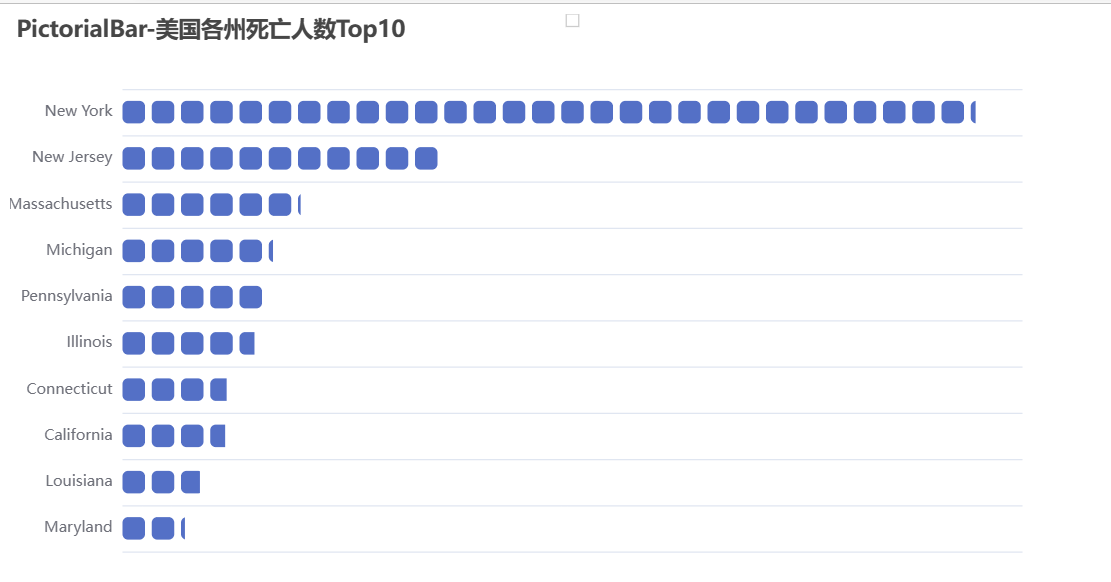 PictorialBar-美国各州死亡人数Top10
New York
New Jersey
Massachusetts
Michigan
Pennsylvania
Illinois
Connecticut
California
Louisiana
Maryland